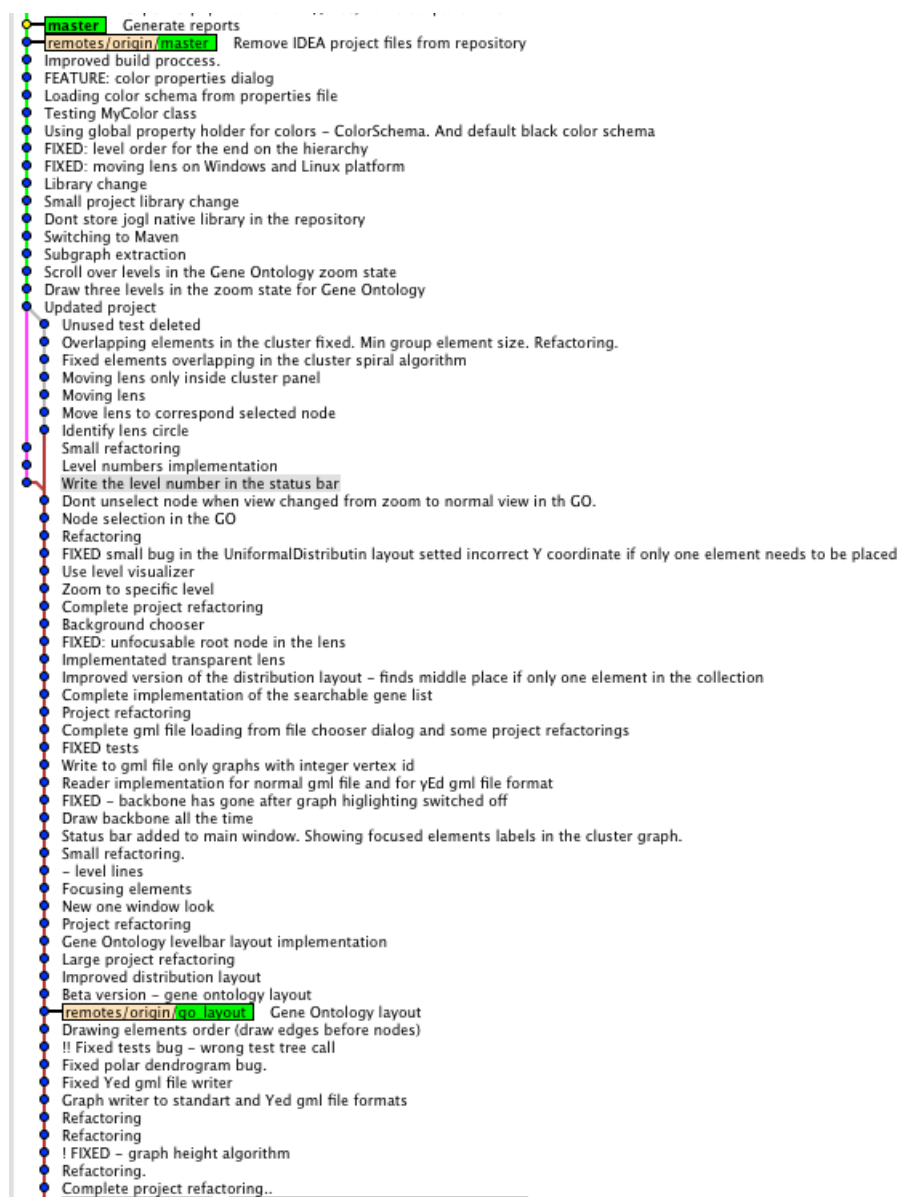 master Generate reports
remotes/origin/master Remove IDEA project files from repository
Improved build proccess.
FEATURE: color properties dialog
Loading color schema from properties file
Testing MyColor class
Using global property holder for colors – ColorSchema. And default black color schema
FIXED: level order for the end on the hierarchy
FIXED: moving lens on Windows and Linux platform
Library change
Small project library change
Dont store jogl native library in the repository
Switching to Maven
Subgraph extraction
Scroll over levels in the Gene Ontology zoom state
Draw three levels in the zoom state for Gene Ontology
Updated project
Unused test deleted
Overlapping elements in the cluster fixed. Min group element size. Refactoring.
Fixed elements overlapping in the cluster spiral algorithm
Moving lens only inside cluster panel
Moving lens
Move lens to correspond selected node
Identify lens circle
Small refactoring
Level numbers implementation
Write the level number in the status bar
Dont unselect node when view changed from zoom to normal view in th GO.
Node selection in the GO
Refactoring
FIXED small bug in the UniformalDistributin layout setted incorrect Y coordinate if only one element needs to be placed
Use level visualizer
Zoom to specific level
Complete project refactoring
Background chooser
FIXED: unfocusable root node in the lens
Implementated transparent lens
Improved version of the distribution layout – finds middle place if only one element in the collection
Complete implementation of the searchable gene list
Project refactoring
Complete gml file loading from file chooser dialog and some project refactorings
FIXED tests
Write to gml file only graphs with integer vertex id
Reader implementation for normal gml file and for yEd gml file format
FIXED – backbone has gone after graph higlighting switched off
Draw backbone all the time
Status bar added to main window. Showing focused elements labels in the cluster graph.
Small refactoring.
– level lines
Focusing elements
New one window look
Project refactoring
Gene Ontology levelbar layout implementation
Large project refactoring
Improved distribution layout
Beta version – gene ontology layout
remotes/origin/go_layout Gene Ontology layout
Drawing elements order (draw edges before nodes)
!! Fixed tests bug – wrong test tree call
Fixed polar dendrogram bug.
Fixed Yed gml file writer
Graph writer to standart and Yed gml file formats
Refactoring
Refactoring
! FIXED – graph height algorithm
Refactoring.
Complete project refactoring..